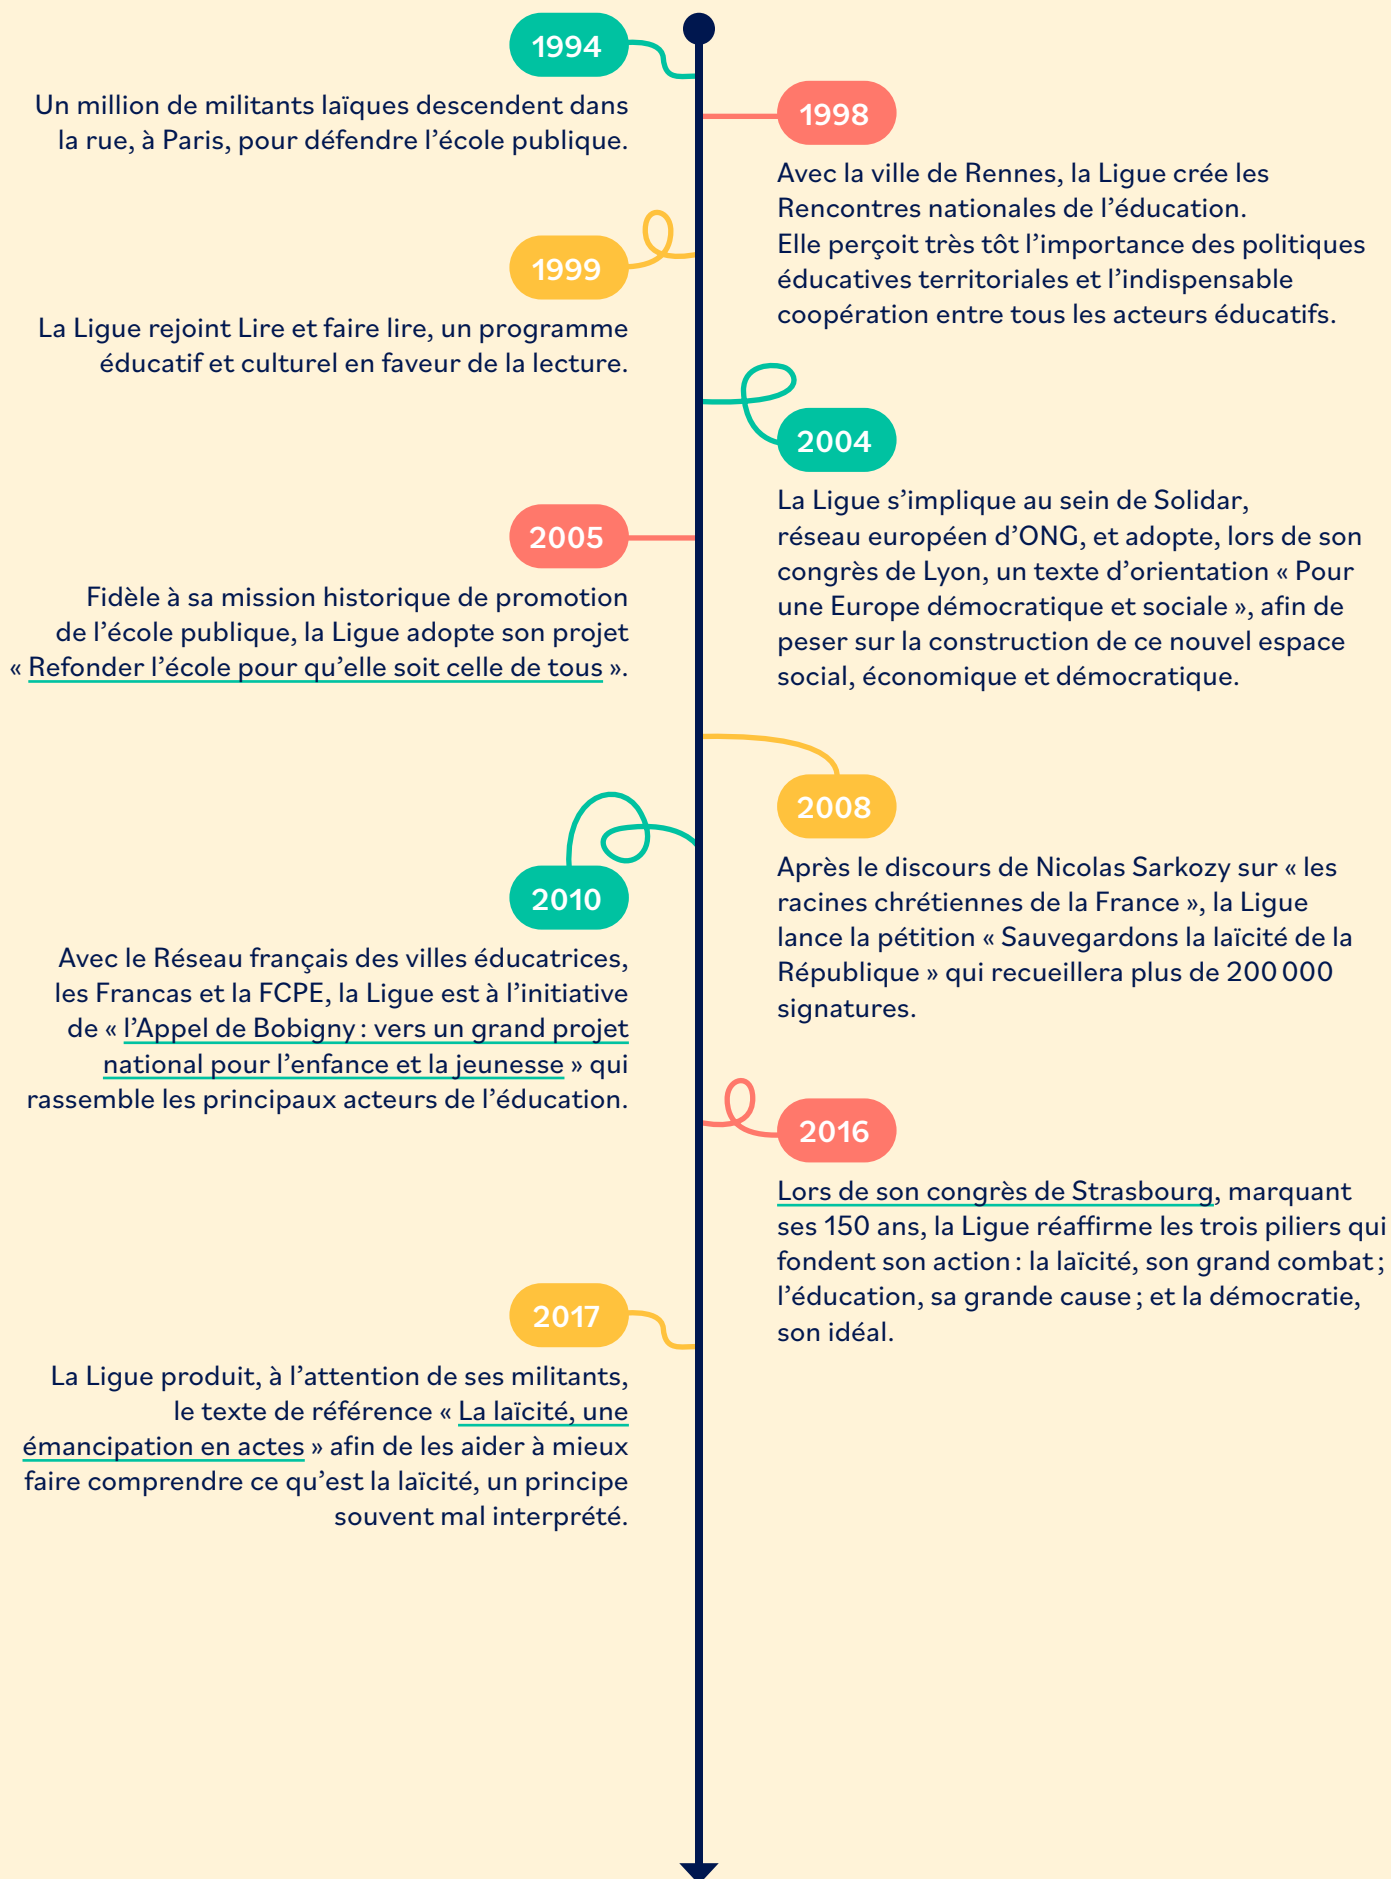 1994
Un million de militants laïques descendent dans
la rue, à Paris, pour défendre l’école publique.
1998
Avec la ville de Rennes, la Ligue crée les
Rencontres nationales de l’éducation.
Elle perçoit très tôt l’importance des politiques
éducatives territoriales et l’indispensable
coopération entre tous les acteurs éducatifs.
1999
La Ligue rejoint Lire et faire lire, un programme
éducatif et culturel en faveur de la lecture.
2004
La Ligue s’implique au sein de Solidar,
réseau européen d’ONG, et adopte, lors de son
congrès de Lyon, un texte d’orientation « Pour
une Europe démocratique et sociale », afin de
peser sur la construction de ce nouvel espace
social, économique et démocratique.
2005
Fidèle à sa mission historique de promotion
de l’école publique, la Ligue adopte son projet
« Refonder l’école pour qu’elle soit celle de tous ».
2008
Après le discours de Nicolas Sarkozy sur « les
racines chrétiennes de la France », la Ligue
lance la pétition « Sauvegardons la laïcité de la
République » qui recueillera plus de 200 000
signatures.
2010
Avec le Réseau français des villes éducatrices,
les Francas et la FCPE, la Ligue est à l’initiative
de « l’Appel de Bobigny : vers un grand projet
national pour l’enfance et la jeunesse » qui
rassemble les principaux acteurs de l’éducation.
2016
Lors de son congrès de Strasbourg, marquant
ses 150 ans, la Ligue réaffirme les trois piliers qui
fondent son action : la laïcité, son grand combat ;
l’éducation, sa grande cause ; et la démocratie,
son idéal.
2017
La Ligue produit, à l’attention de ses militants,
le texte de référence « La laïcité, une
émancipation en actes » afin de les aider à mieux
faire comprendre ce qu’est la laïcité, un principe
souvent mal interprété.